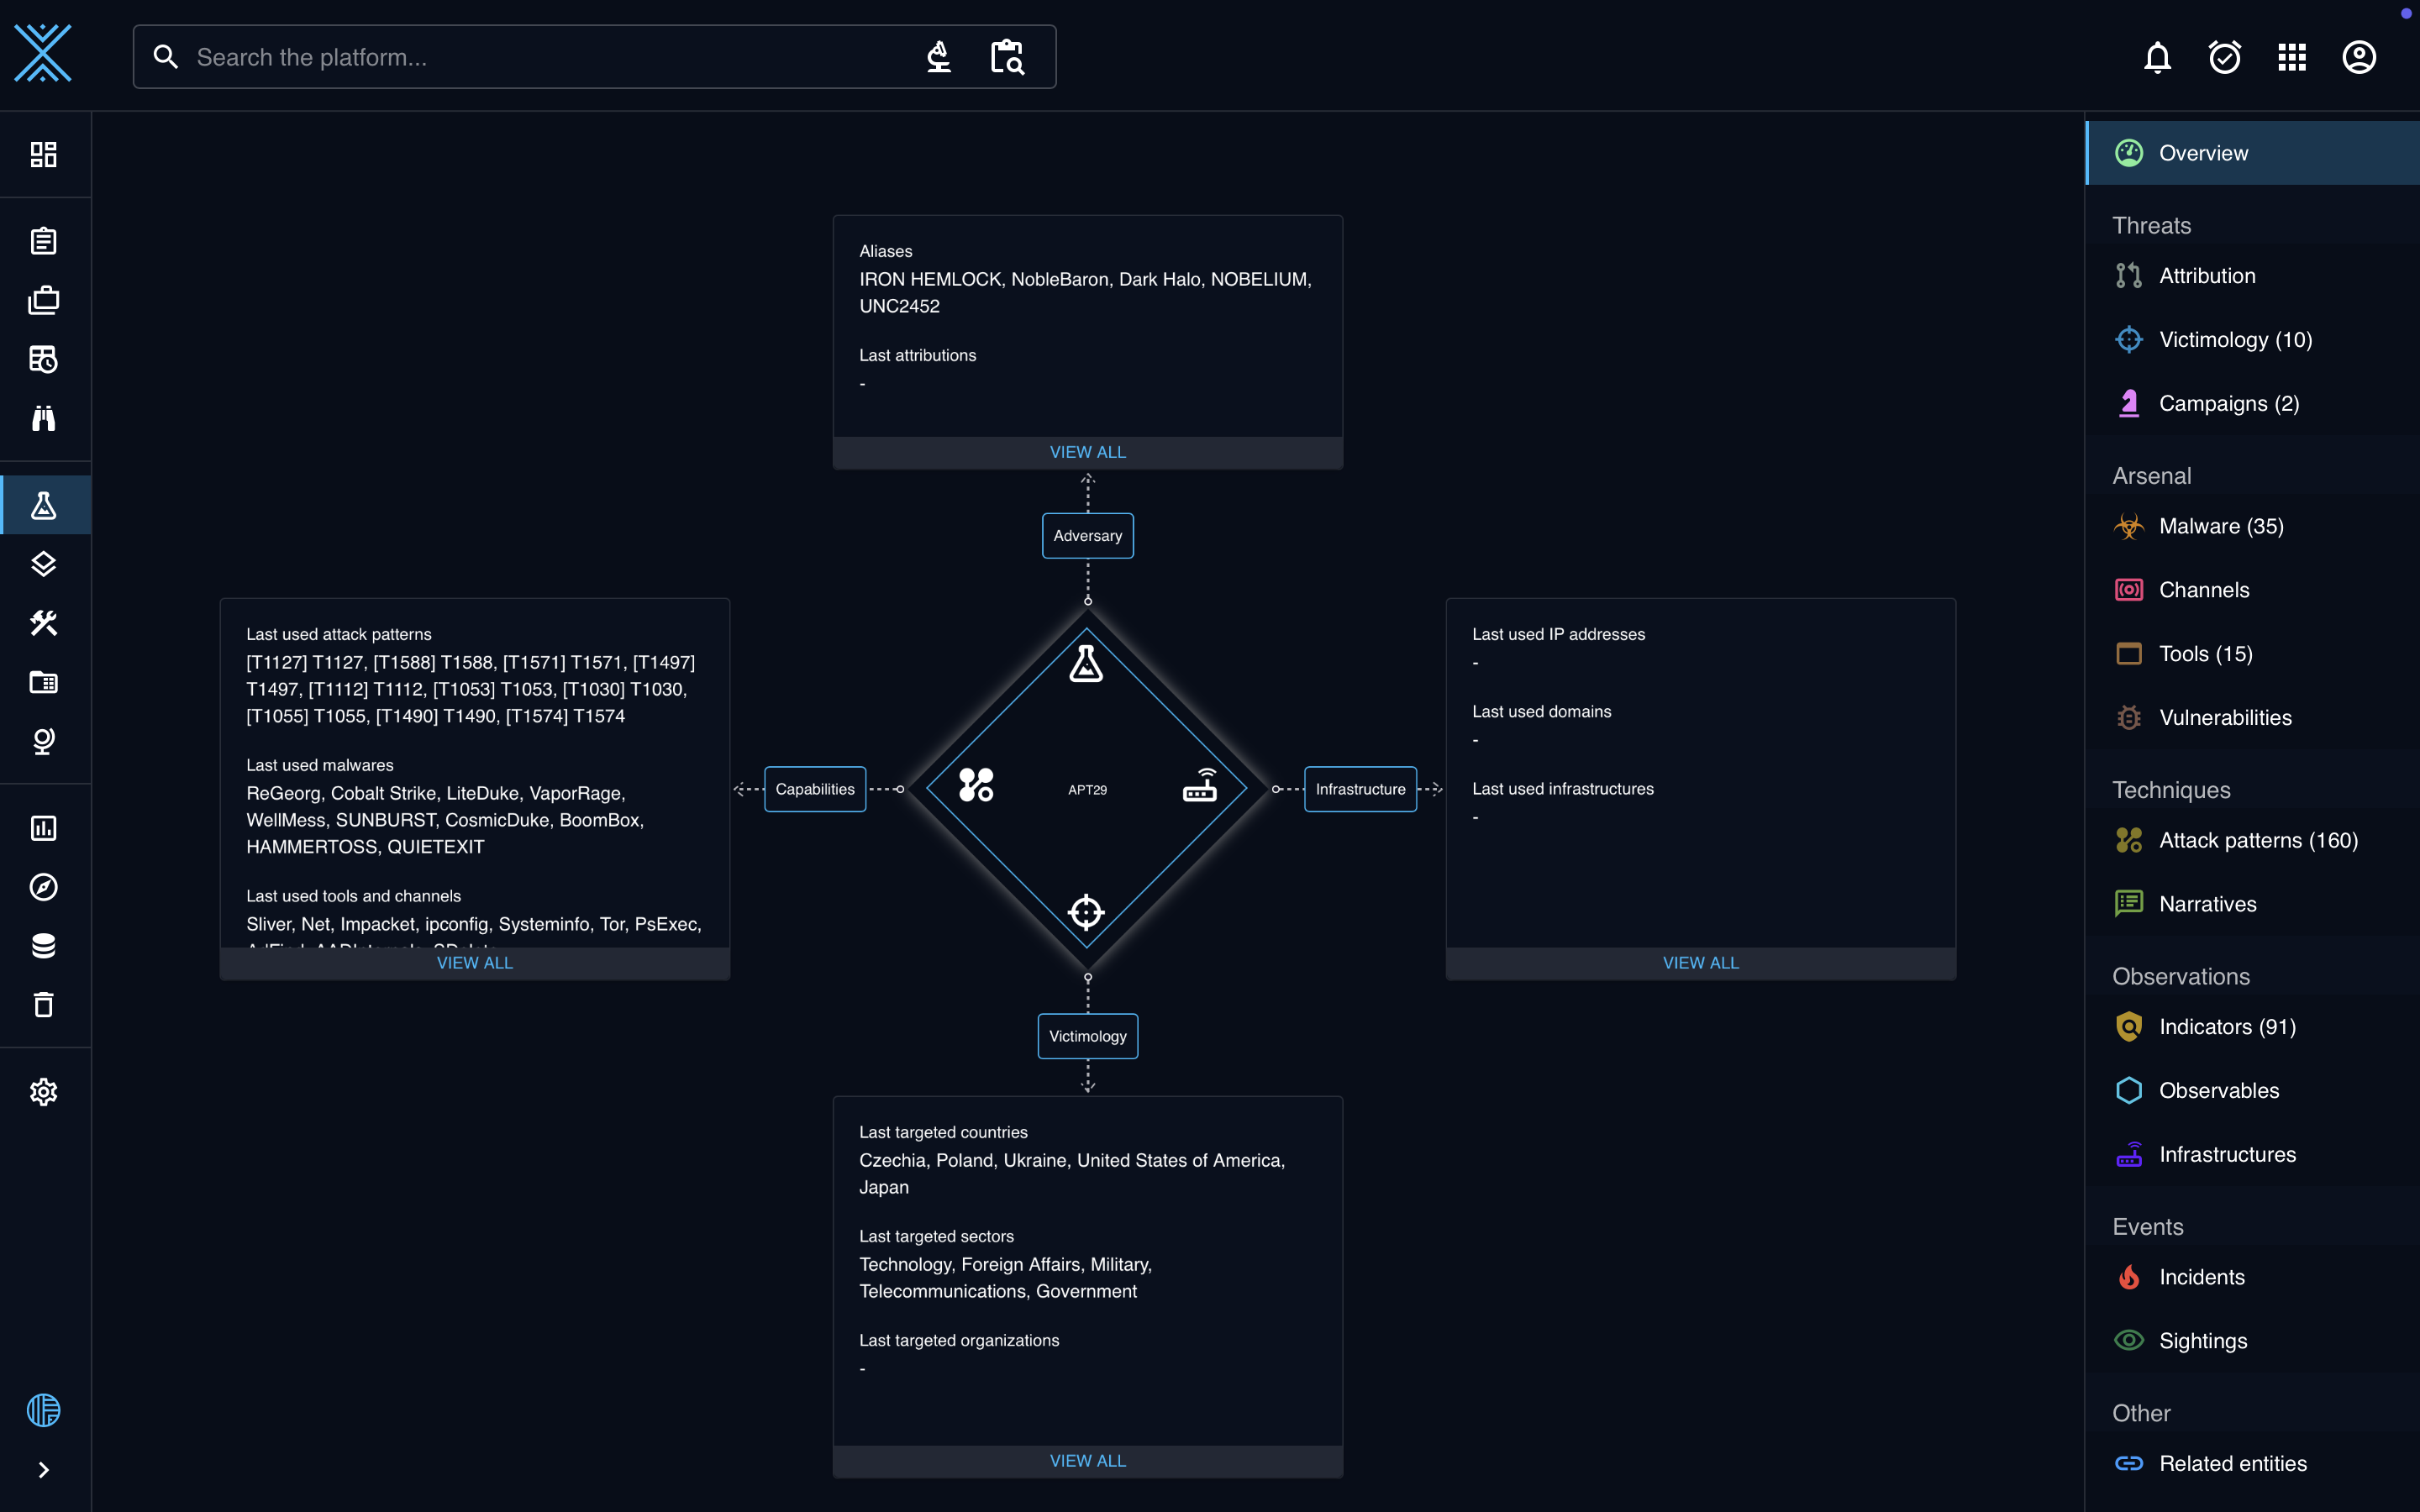 Search the platform...
Aliases
IRON HEMLOCK, NobleBaron, Dark Halo, NOBELIUM,
UNC2452
Last attributions
-
VIEW ALL
Adversary
Last used attack patterns
[T1127] T1127, [T1588] T1588, [T1571] T1571, [T1497]
T1497, [T1112] T1112, [T1053] T1053, [T1030] T1030,
[T1055] T1055, [T1490] T1490, [T1574] T1574
Last used malwares
ReGeorg, Cobalt Strike, LiteDuke, VaporRage,
WellMess, SUNBURST, CosmicDuke, BoomBox,
HAMMERTOSS, QUIETEXIT
Last used tools and channels
Sliver, Net, Impacket, ipconfig, Systeminfo, Tor, PsExec,
VIEW ALL
Capabilities
APT29
Infrastructure
Last used IP addresses
-
Last used domains
-
Last used infrastructures
-
VIEW ALL
Victimology
Last targeted countries
Czechia, Poland, Ukraine, United States of America,
Japan
Last targeted sectors
Technology, Foreign Affairs, Military,
Telecommunications, Government
Last targeted organizations
-
VIEW ALL
Overview
Threats
Attribution
Victimology (10)
Campaigns (2)
Arsenal
Malware (35)
Channels
Tools (15)
Vulnerabilities
Techniques
Attack patterns (160)
Narratives
Observations
Indicators (91)
Observables
Infrastructures
Events
Incidents
Sightings
Other
Related entities